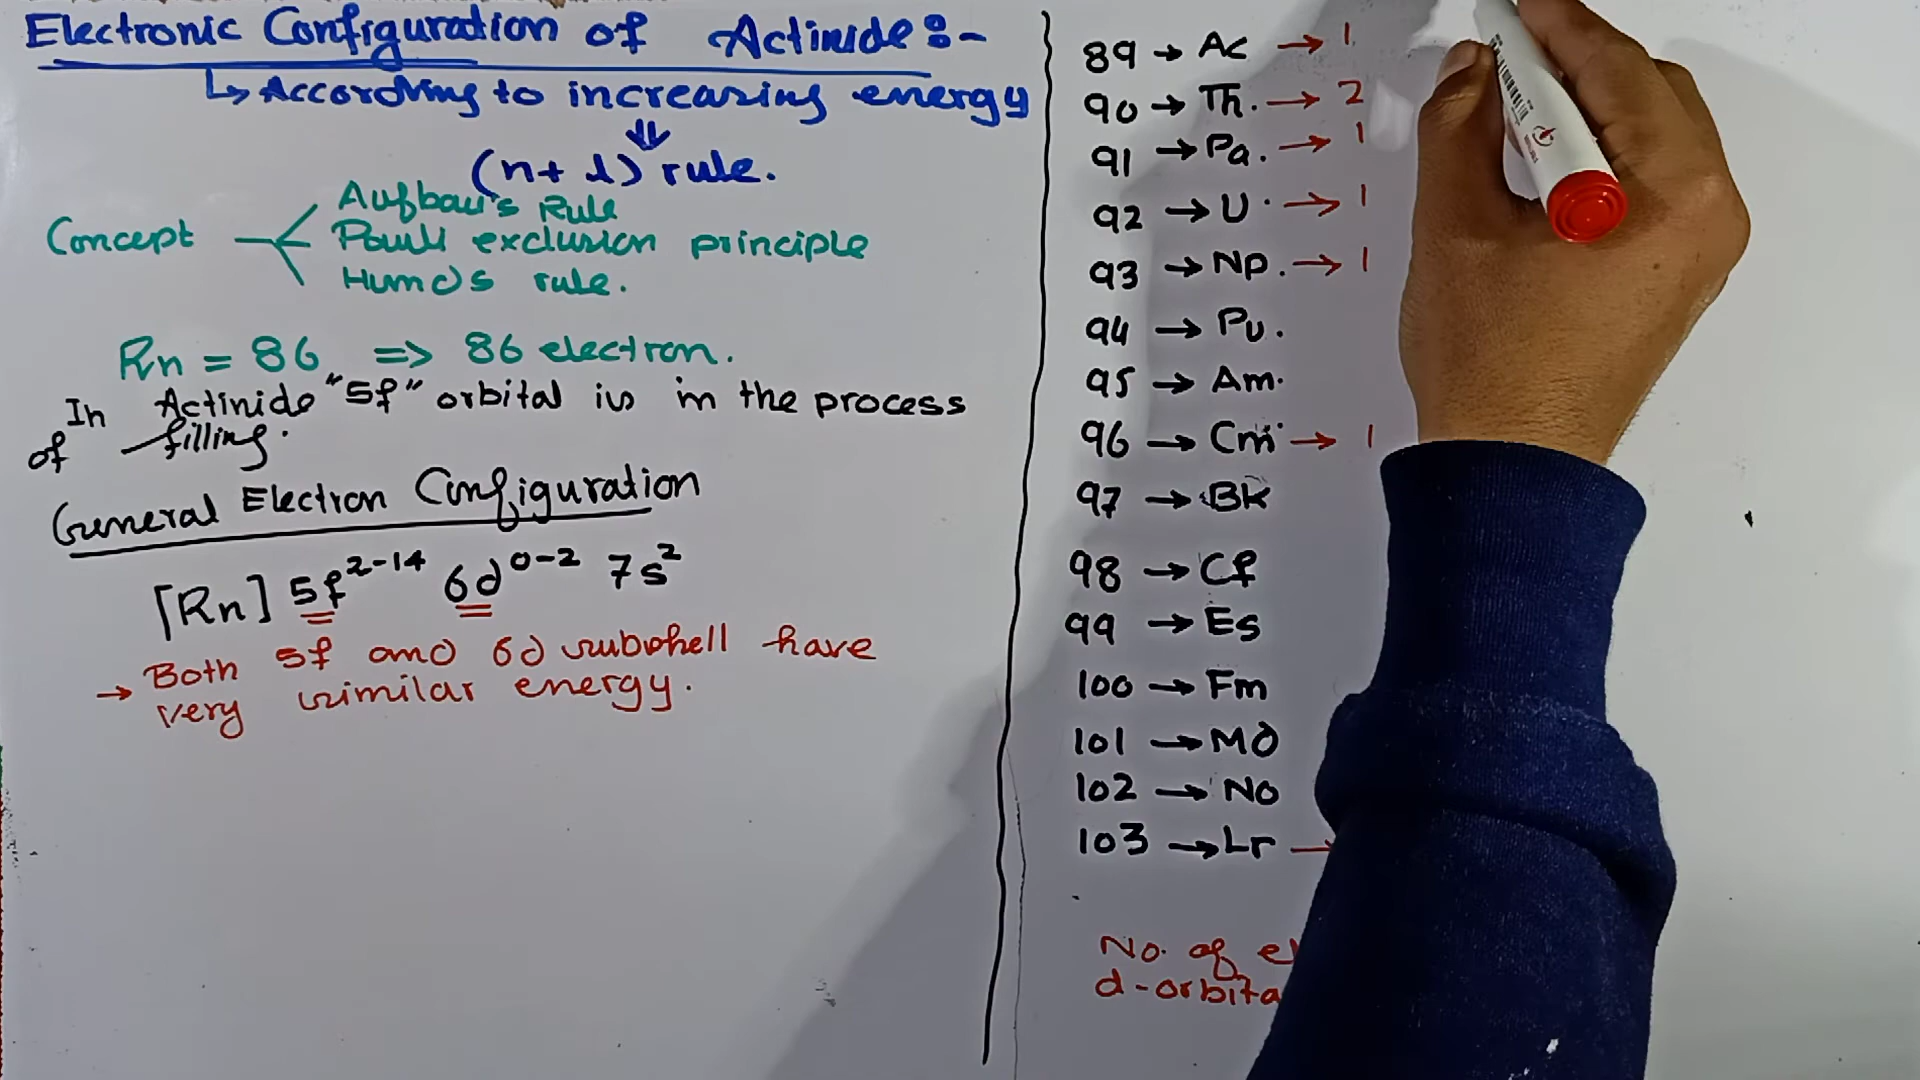 Electronic Configuration of Actinide:-
↳ According to increasing energy
⇓
(n + l) rule.
Concept
Aufbau's Rule
Pauli exclusion principle
Hund's rule.
Rn = 86 => 86 electron.
In Actinide "5f" orbital is in the process
of filling.
General Electron Configuration
[Rn] 5f²⁻¹⁴ 6d⁰⁻² 7s²
→ Both 5f and 6d subshell have
very similar energy.
89 → Ac → 1
90 → Th. → 2
91 → Pa. → 1
92 → U. → 1
93 → Np. → 1
94 → Pu.
95 → Am.
96 → Cm → 1
97 → Bk
98 → Cf
99 → Es
100 → Fm
101 → Md
102 → No
103 → Lr →
No. of